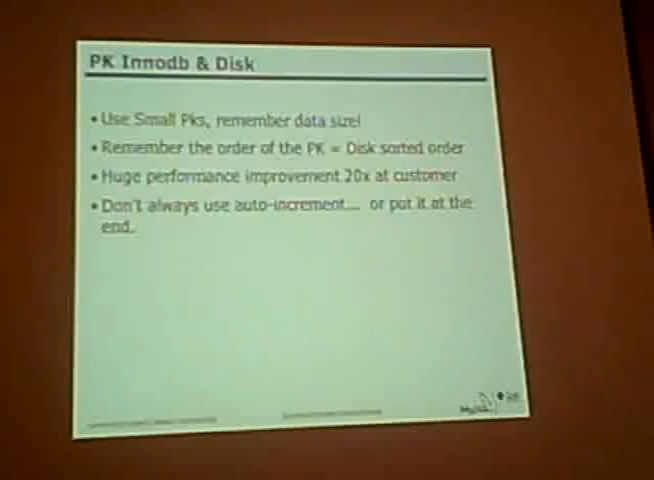 PK Innodb & Disk
• Use Small Pks, remember data size!
• Remember the order of the PK = Disk sorted order
• Huge performance improvement 20x at customer
• Don't always use auto-increment.... or put it at the
end.
MySQL